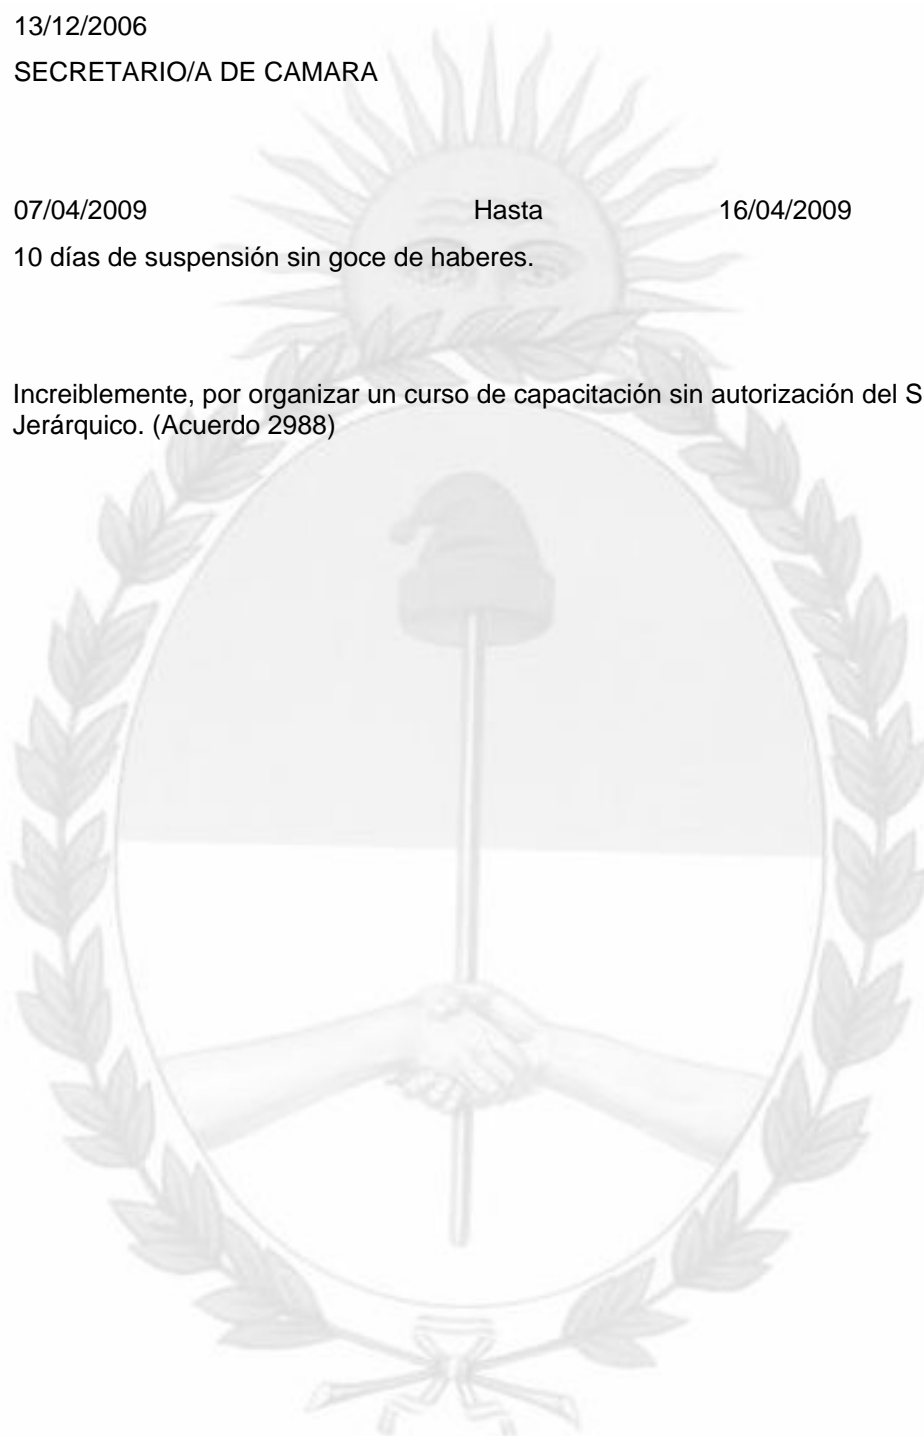 13/12/2006
SECRETARIO/A DE CAMARA
07/04/2009 Hasta 16/04/2009
10 días de suspensión sin goce de haberes.
Increiblemente, por organizar un curso de capacitación sin autorización del S
Jerárquico. (Acuerdo 2988)